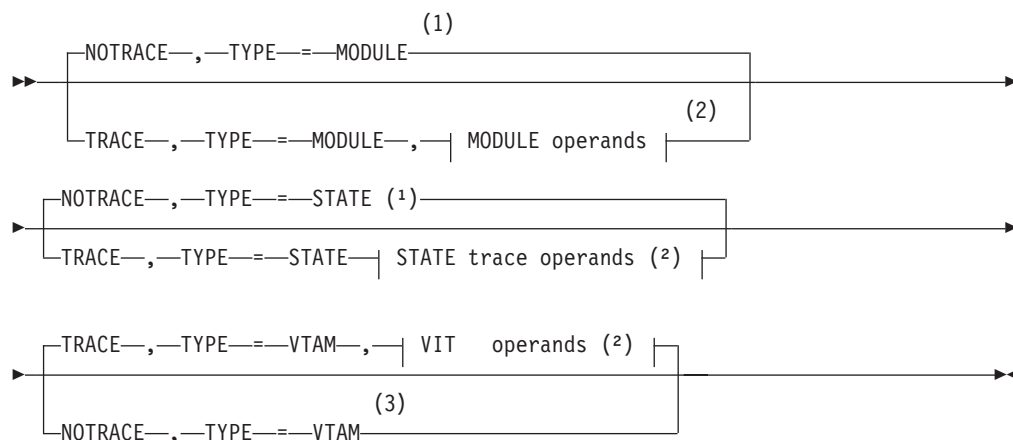 (1)
NOTRACE—,—TYPE—=—MODULE
(2)
TRACE—,—TYPE—=—MODULE—,—| MODULE operands |
NOTRACE—,—TYPE—=—STATE (¹)
TRACE—,—TYPE—=—STATE—| STATE trace operands (²) |
TRACE—,—TYPE—=—VTAM—,—| VIT operands (²) |
(3)
NOTRACE—,—TYPE—=—VTAM